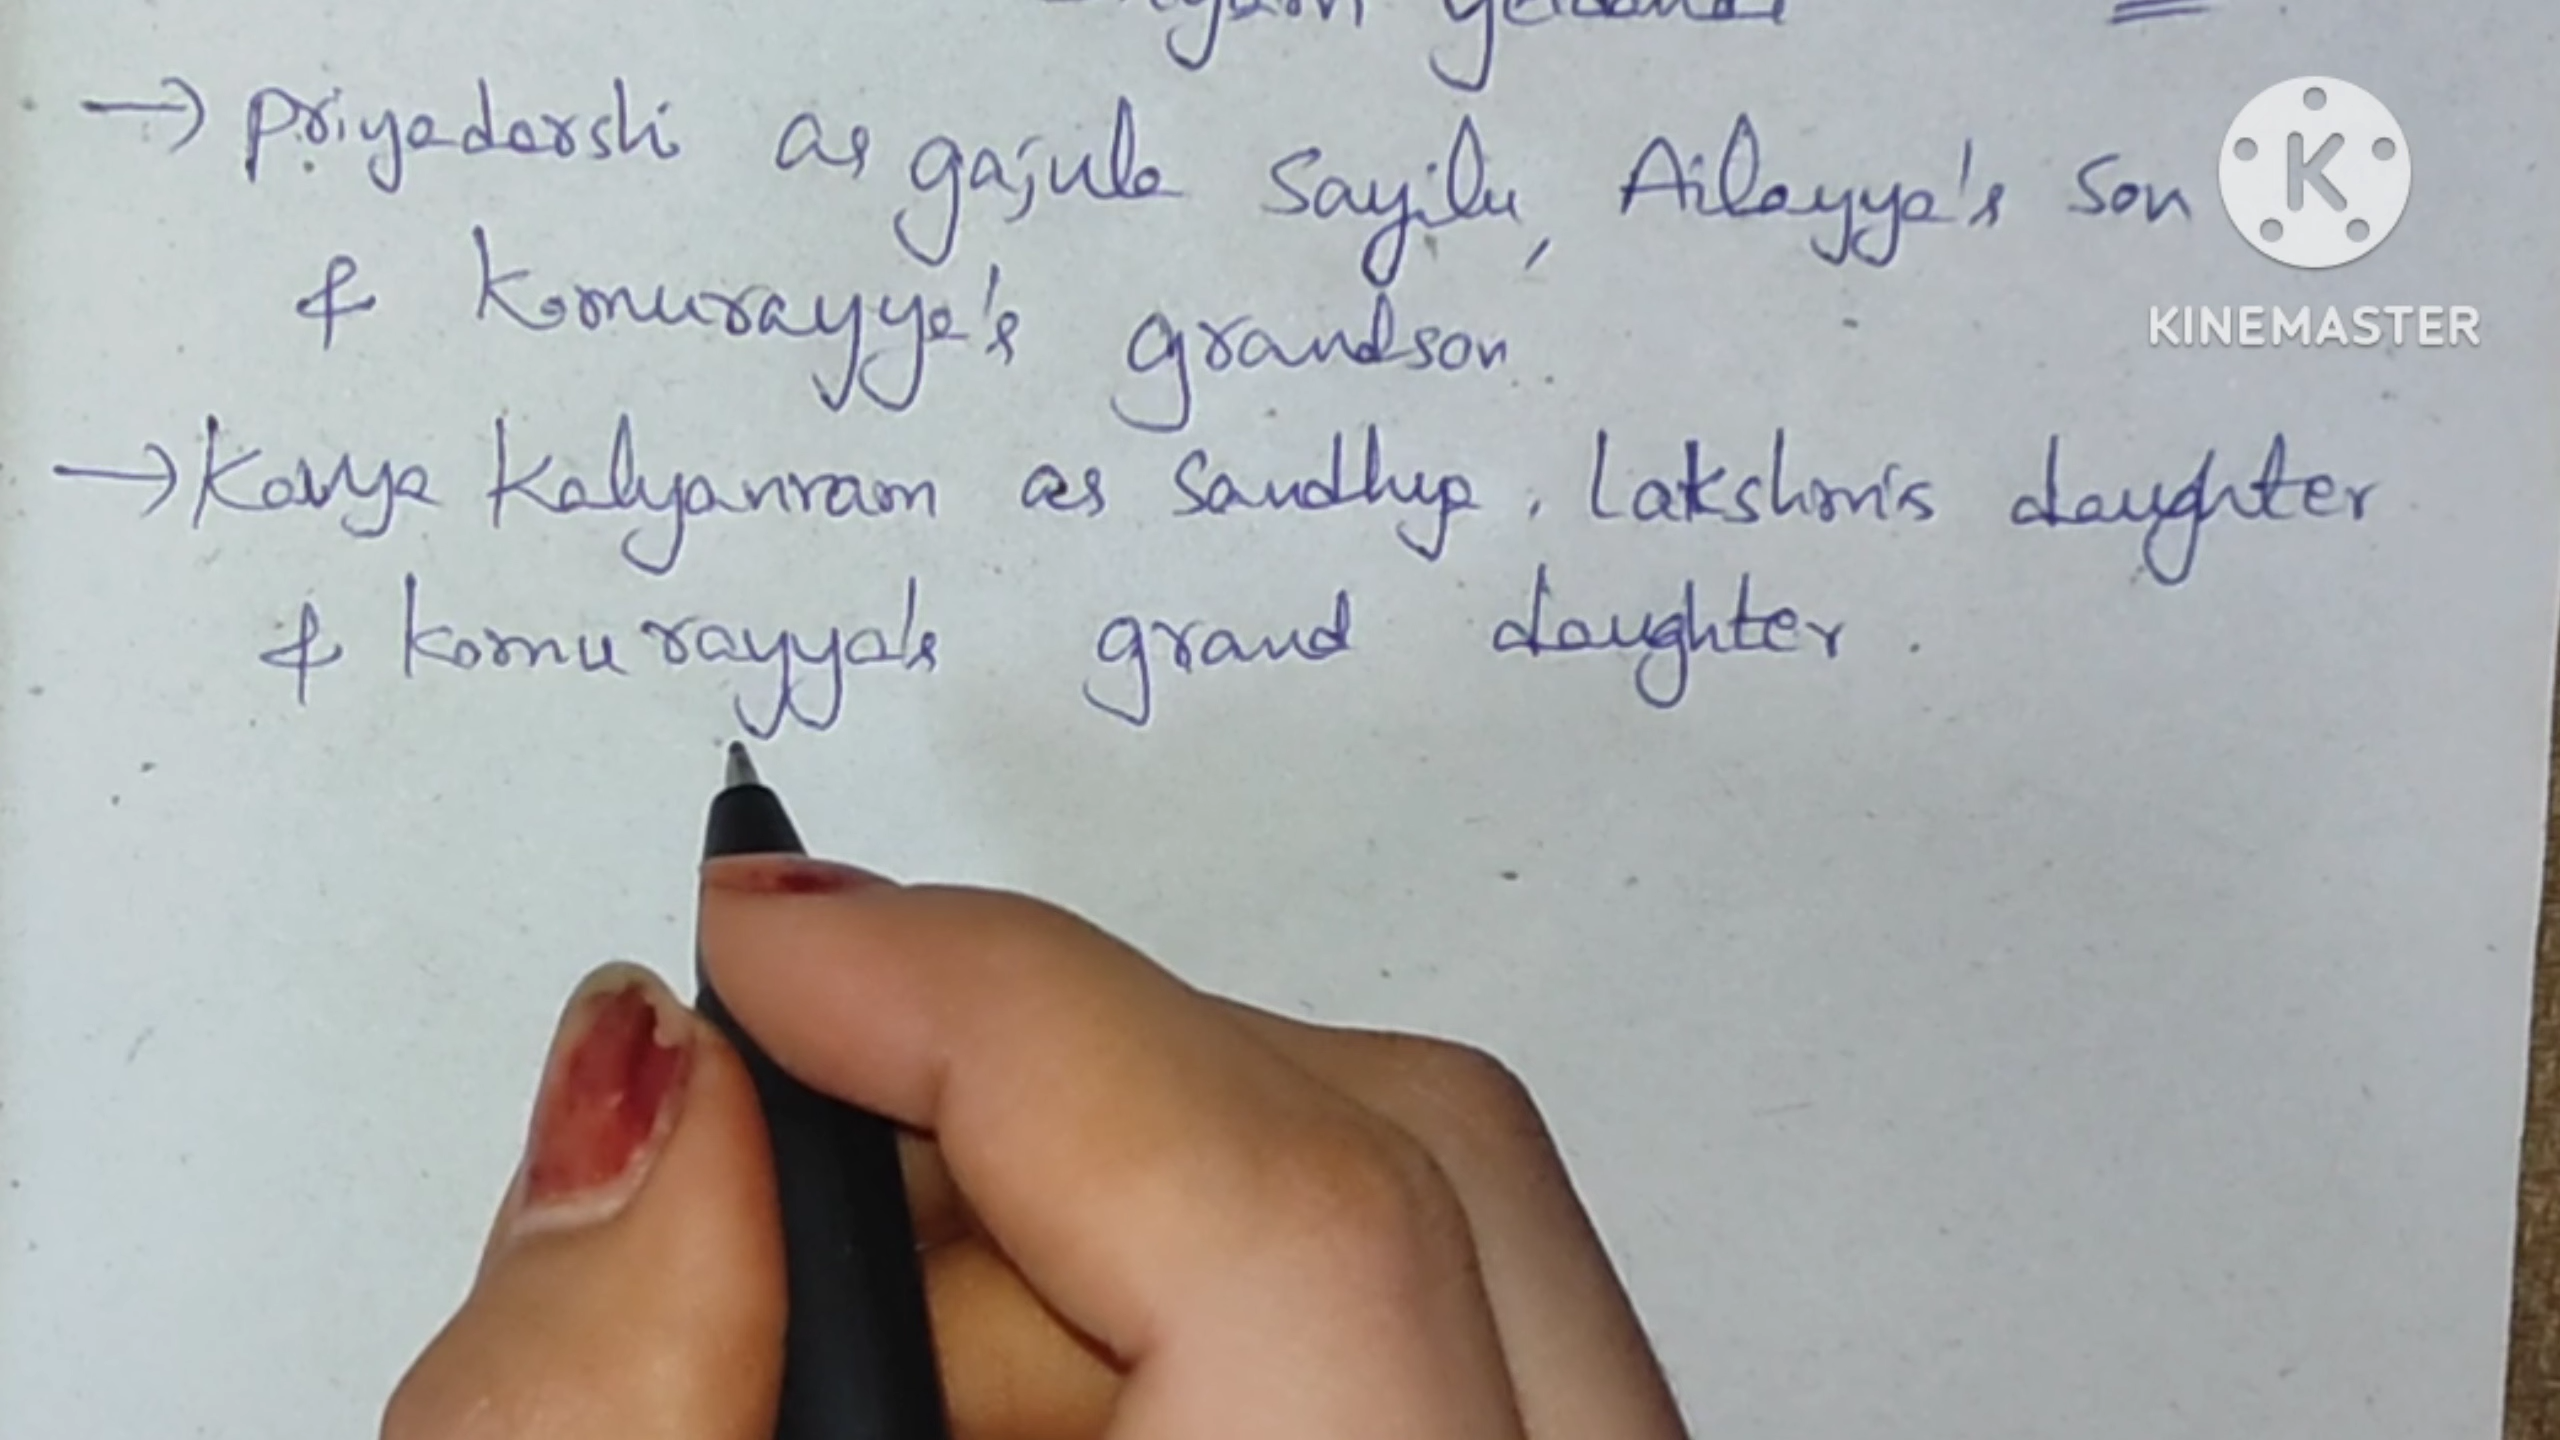 → Priyadarshi as gajula Sayilu, Ailayya's son
& Komurayya's grandson.
→ Kavya Kalyanram as Sandhya, Lakshmi's daughter
& Komurayya's grand daughter.
KINEMASTER